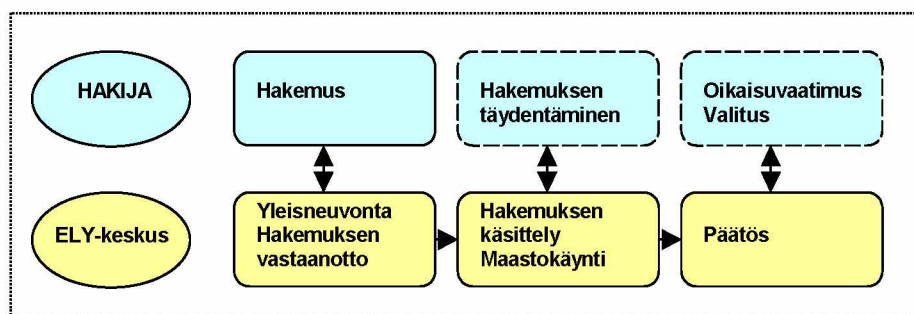 HAKIJA
Hakemus
Hakemuksen
täydentäminen
Oikaisuvaatimus
Valitus
ELY-keskus
Yleisneuvonta
Hakemuksen
vastaanotto
Hakemuksen
käsittely
Maastokäynti
Päätös